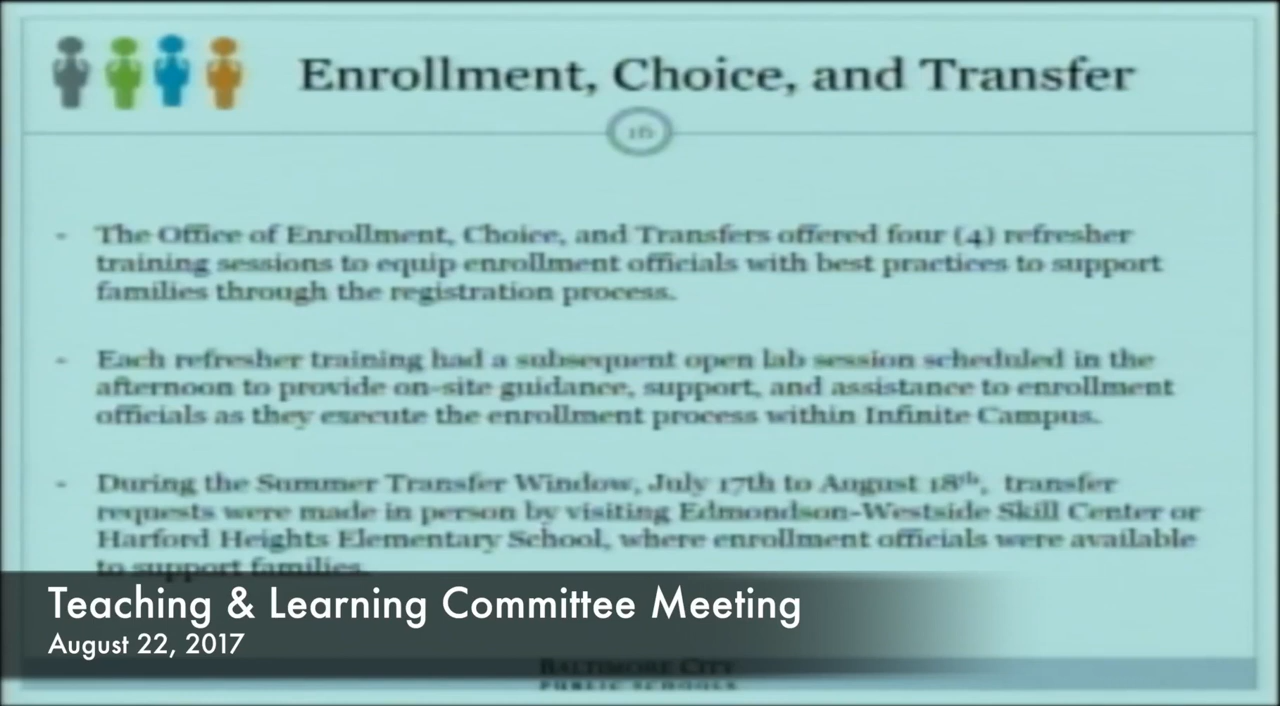 Enrollment, Choice, and Transfer
16
- The Office of Enrollment, Choice, and Transfers offered four (4) refresher
training sessions to equip enrollment officials with best practices to support
families through the registration process.
- Each refresher training had a subsequent open lab session scheduled in the
afternoon to provide on-site guidance, support, and assistance to enrollment
officials as they execute the enrollment process within Infinite Campus.
- During the Summer Transfer Window, July 17th to August 18th, transfer
requests were made in person by visiting Edmondson-Westside Skill Center or
Harford Heights Elementary School, where enrollment officials were available
to support families.
Teaching & Learning Committee Meeting
August 22, 2017
BALTIMORE CITY
PUBLIC SCHOOLS